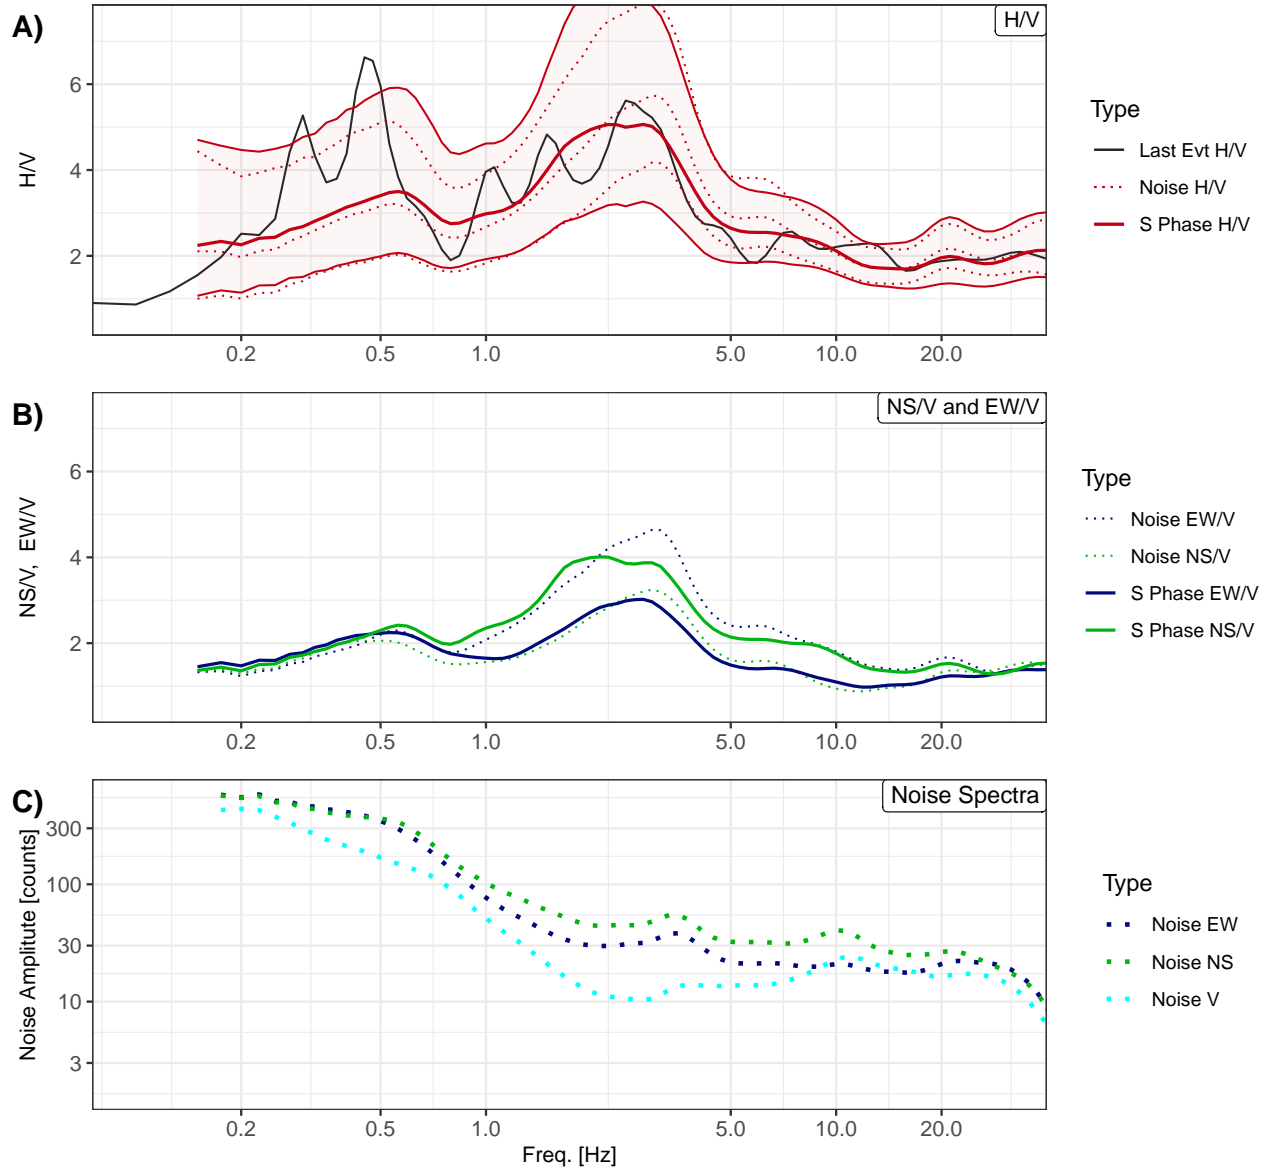 A)
H/V
H/V
6
4
2
0.2 0.5 1.0 5.0 10.0 20.0
Type
Last Evt H/V
Noise H/V
S Phase H/V
B)
NS/V and EW/V
NS/V, EW/V
6
4
2
0.2 0.5 1.0 5.0 10.0 20.0
Type
Noise EW/V
Noise NS/V
S Phase EW/V
S Phase NS/V
C)
Noise Spectra
Noise Amplitute [counts]
300
100
30
10
3
0.2 0.5 1.0 5.0 10.0 20.0
Freq. [Hz]
Type
Noise EW
Noise NS
Noise V